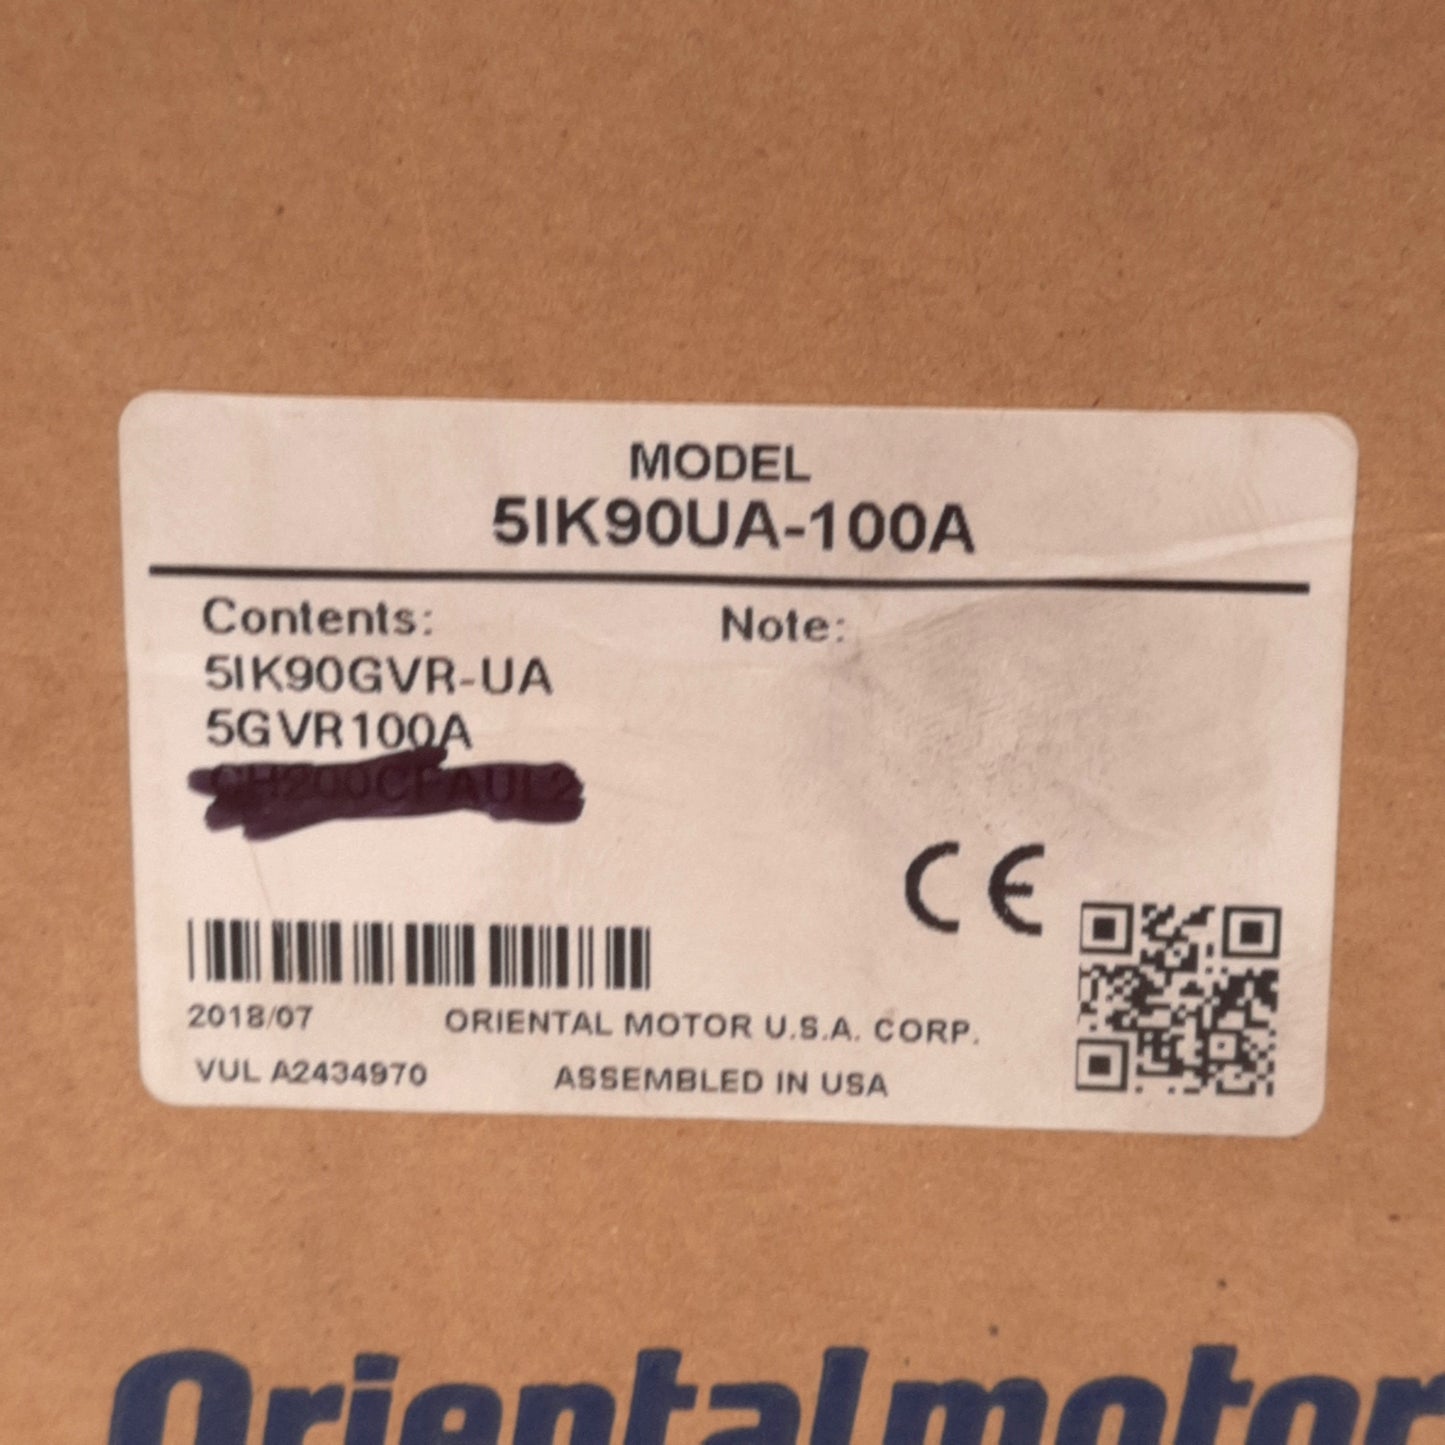 MODEL
5IK90UA-100A
Contents:
Note:
5IK90GVR-UA
5GVR100A
CH200CFAUL2
CE
2018/07
ORIENTAL MOTOR U.S.A. CORP.
VUL A2434970
ASSEMBLED IN USA
Orientalmotor